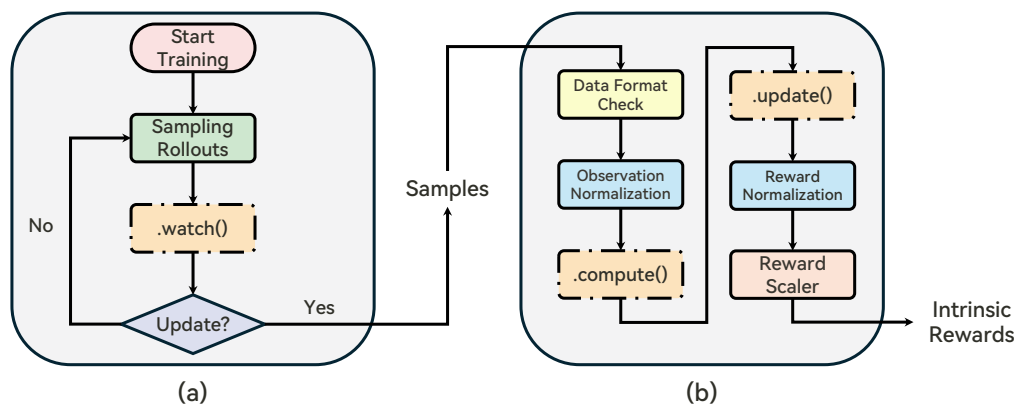 Start
Training
Sampling
Rollouts
.watch()
No
Update?
Yes
(a)
Samples
Data Format
Check
Observation
Normalization
.compute()
.update()
Reward
Normalization
Reward
Scaler
Intrinsic
Rewards
(b)